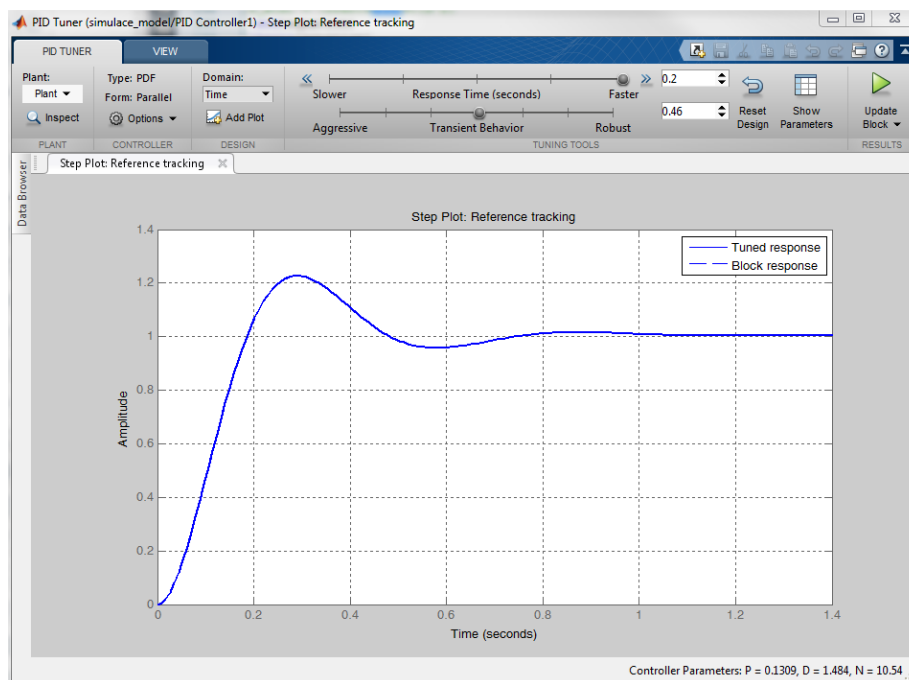 PID Tuner (simulace_model/PID Controller1) - Step Plot: Reference tracking
PID TUNER VIEW
Plant: Type: PDF Domain: 0.2
Plant Form: Parallel Time Slower Response Time (seconds) Faster
Inspect Options Add Plot 0.46 Reset Design Show Parameters Update Block
Aggressive Transient Behavior Robust
PLANT CONTROLLER DESIGN TUNING TOOLS RESULTS
Data Browser
Step Plot: Reference tracking
Step Plot: Reference tracking
Tuned response
Block response
1.4
1.2
1
0.8
0.6
0.4
0.2
0
Amplitude
0 0.2 0.4 0.6 0.8 1 1.2 1.4
Time (seconds)
Controller Parameters: P = 0.1309, D = 1.484, N = 10.54